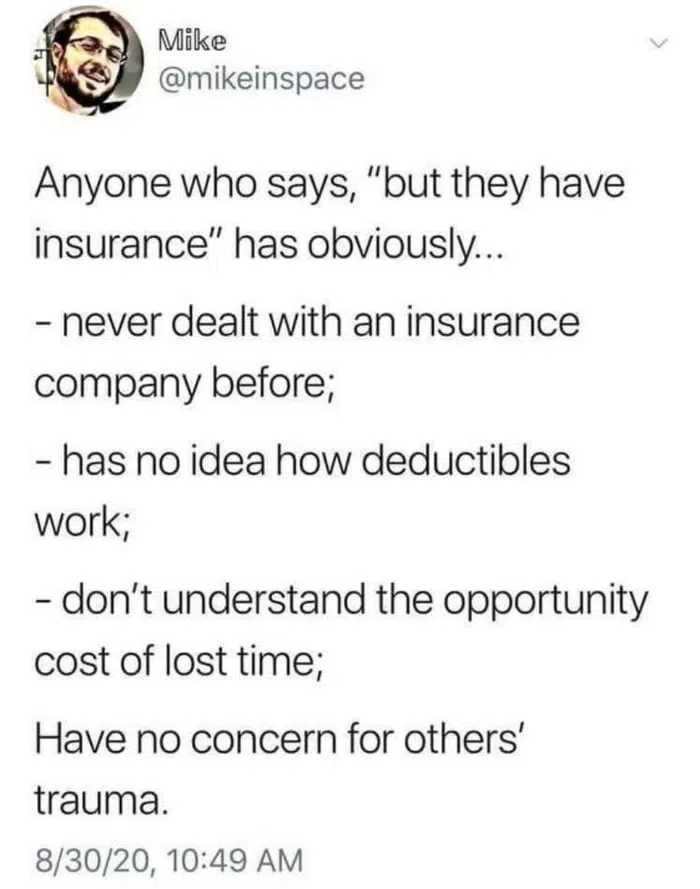 Mike
@mikeinspace
Anyone who says, "but they have
insurance" has obviously...
- never dealt with an insurance
company before;
- has no idea how deductibles
work;
- don't understand the opportunity
cost of lost time;
Have no concern for others'
trauma.
8/30/20, 10:49 AM